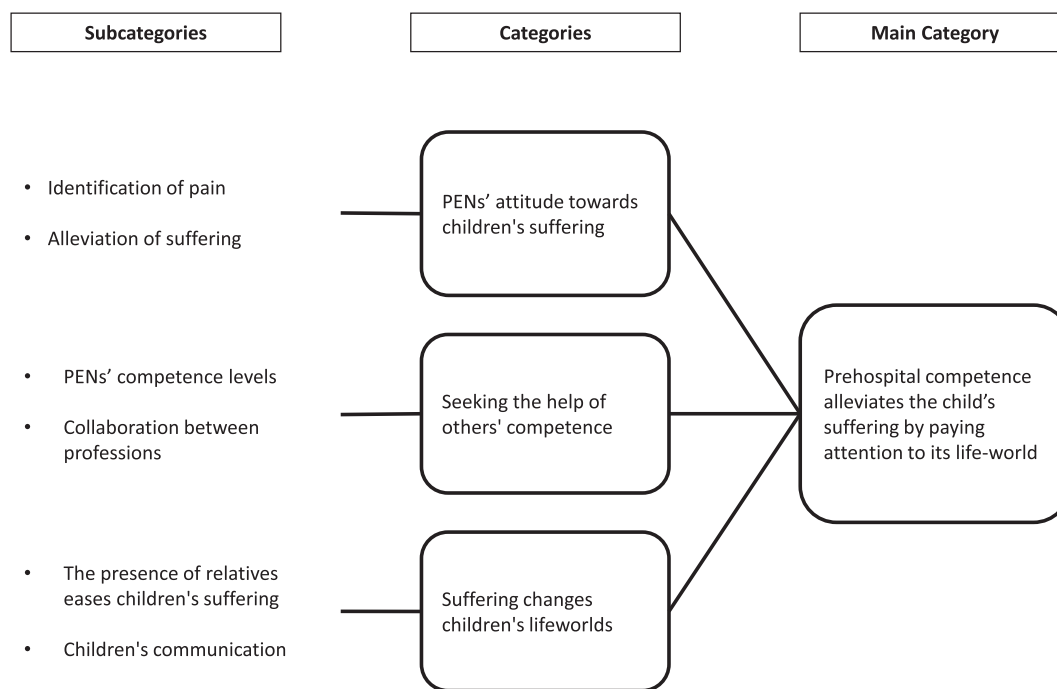 Subcategories
Categories
Main Category
• Identification of pain
• Alleviation of suffering
PENs’ attitude towards
children's suffering
• PENs’ competence levels
• Collaboration between
professions
Seeking the help of
others' competence
Prehospital competence
alleviates the child’s
suffering by paying
attention to its life-world
• The presence of relatives
eases children's suffering
• Children's communication
Suffering changes
children's lifeworlds